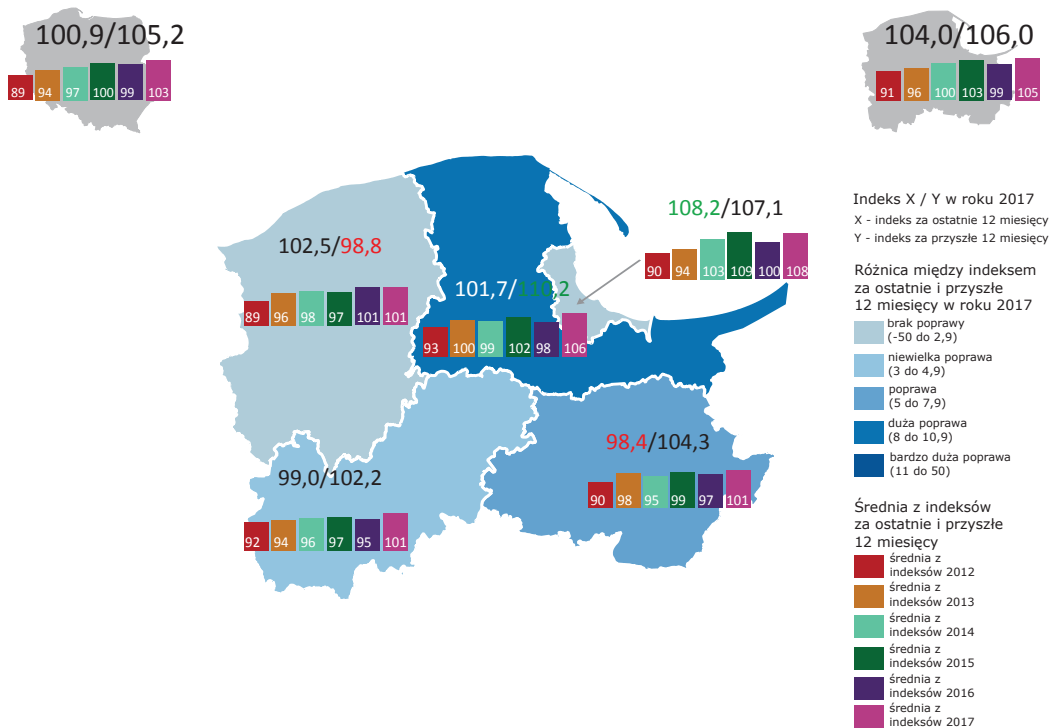 100,9/105,2
89 94 97 100 99 103
104,0/106,0
91 96 100 103 99 105
108,2/107,1
90 94 103 109 100 108
102,5/98,8
89 96 98 97 101 101
101,7/110,2
93 100 99 102 98 106
98,4/104,3
90 98 95 99 97 101
99,0/102,2
92 94 96 97 95 101
Indeks X / Y w roku 2017
X - indeks za ostatnie 12 miesięcy
Y - indeks za przyszłe 12 miesięcy
Różnica między indeksem
za ostatnie i przyszłe
12 miesięcy w roku 2017
brak poprawy
(-50 do 2,9)
niewielka poprawa
(3 do 4,9)
poprawa
(5 do 7,9)
duża poprawa
(8 do 10,9)
bardzo duża poprawa
(11 do 50)
Średnia z indeksów
za ostatnie i przyszłe
12 miesięcy
średnia z
indeksów 2012
średnia z
indeksów 2013
średnia z
indeksów 2014
średnia z
indeksów 2015
średnia z
indeksów 2016
średnia z
indeksów 2017